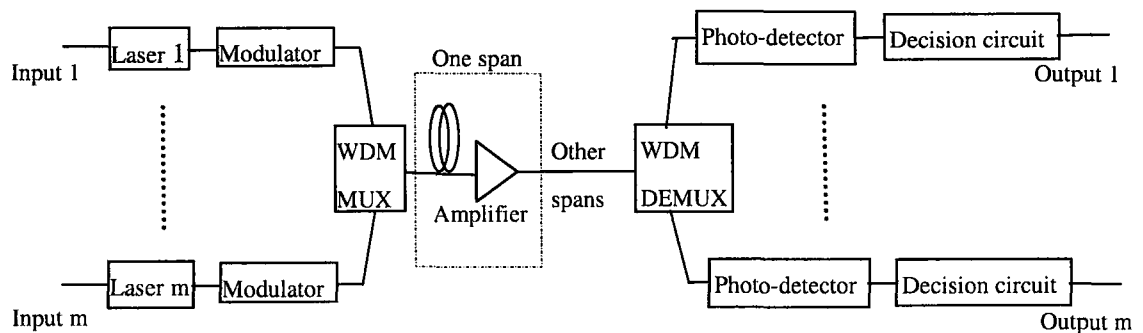 Input 1
Laser 1
Modulator
WDM
MUX
One span
Amplifier
Other
spans
WDM
DEMUX
Photo-detector
Decision circuit
Output 1
Input m
Laser m
Modulator
Photo-detector
Decision circuit
Output m